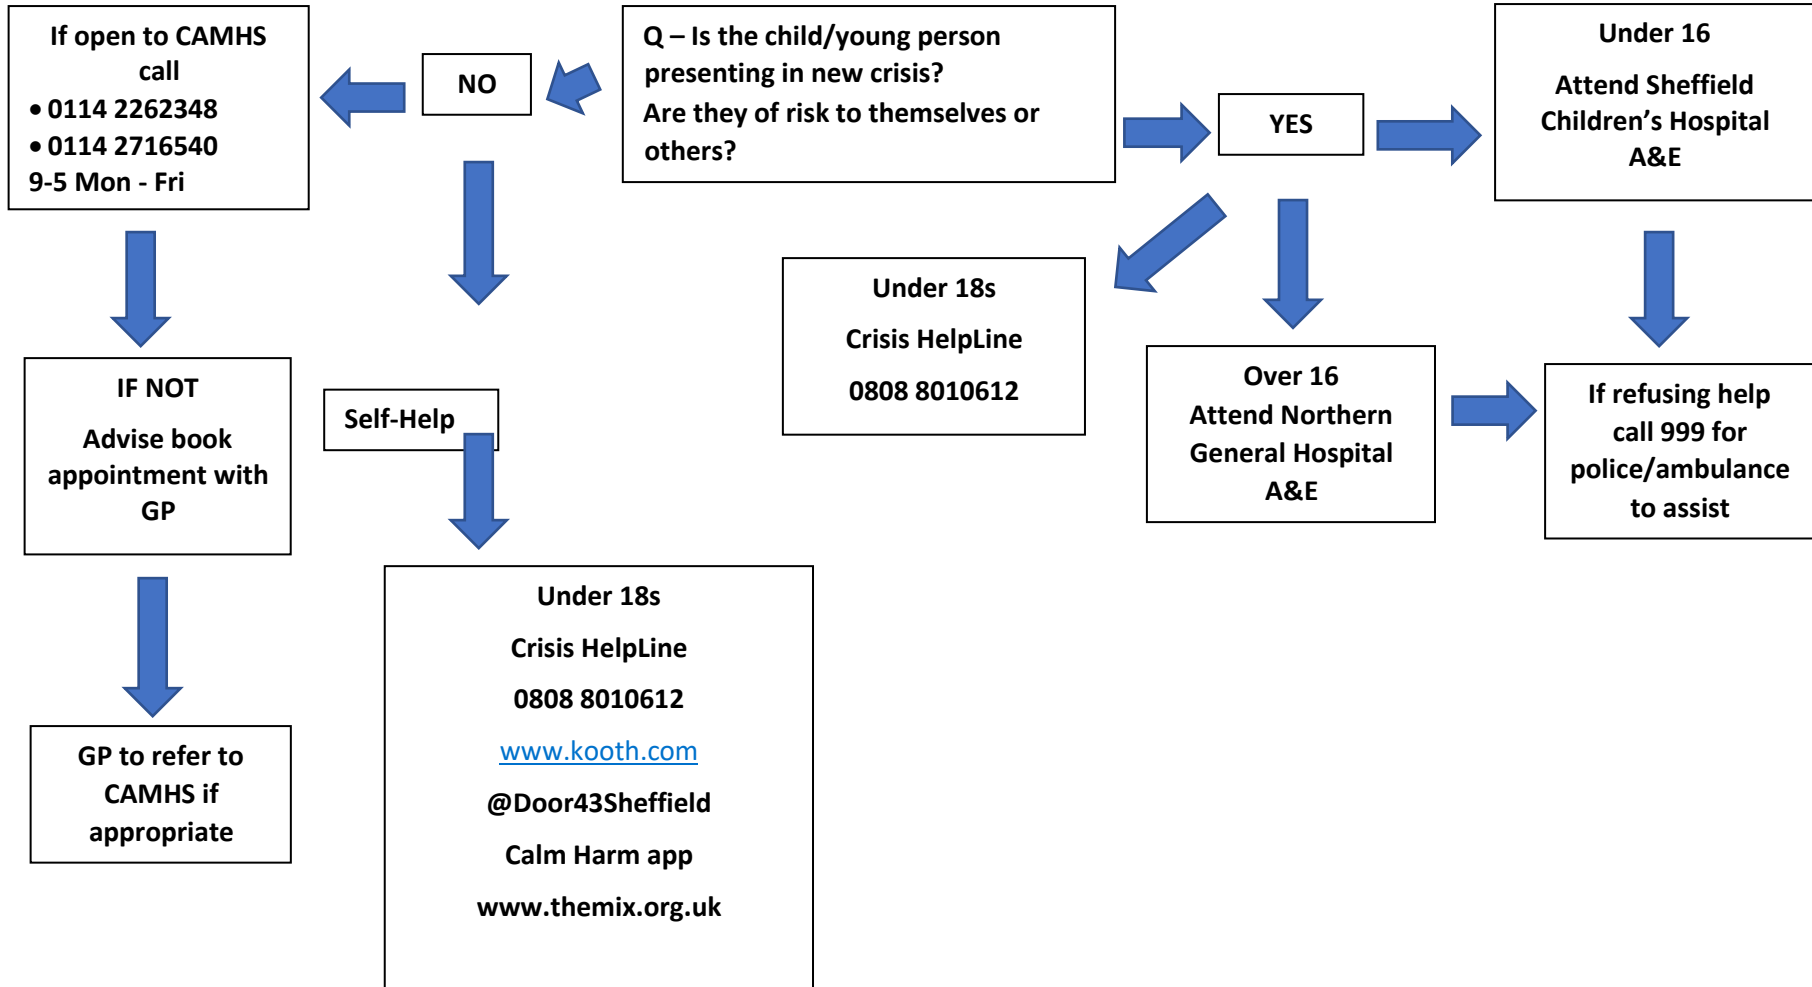 If open to CAMHS
call
• 0114 2262348
• 0114 2716540
9-5 Mon - Fri
NO
Q – Is the child/young person
presenting in new crisis?
Are they of risk to themselves or
others?
YES
Under 16
Attend Sheffield
Children’s Hospital
A&E
Under 18s
Crisis HelpLine
0808 8010612
Over 16
Attend Northern
General Hospital
A&E
If refusing help
call 999 for
police/ambulance
to assist
IF NOT
Advise book
appointment with
GP
Self-Help
GP to refer to
CAMHS if
appropriate
Under 18s
Crisis HelpLine
0808 8010612
www.kooth.com
@Door43Sheffield
Calm Harm app
www.themix.org.uk